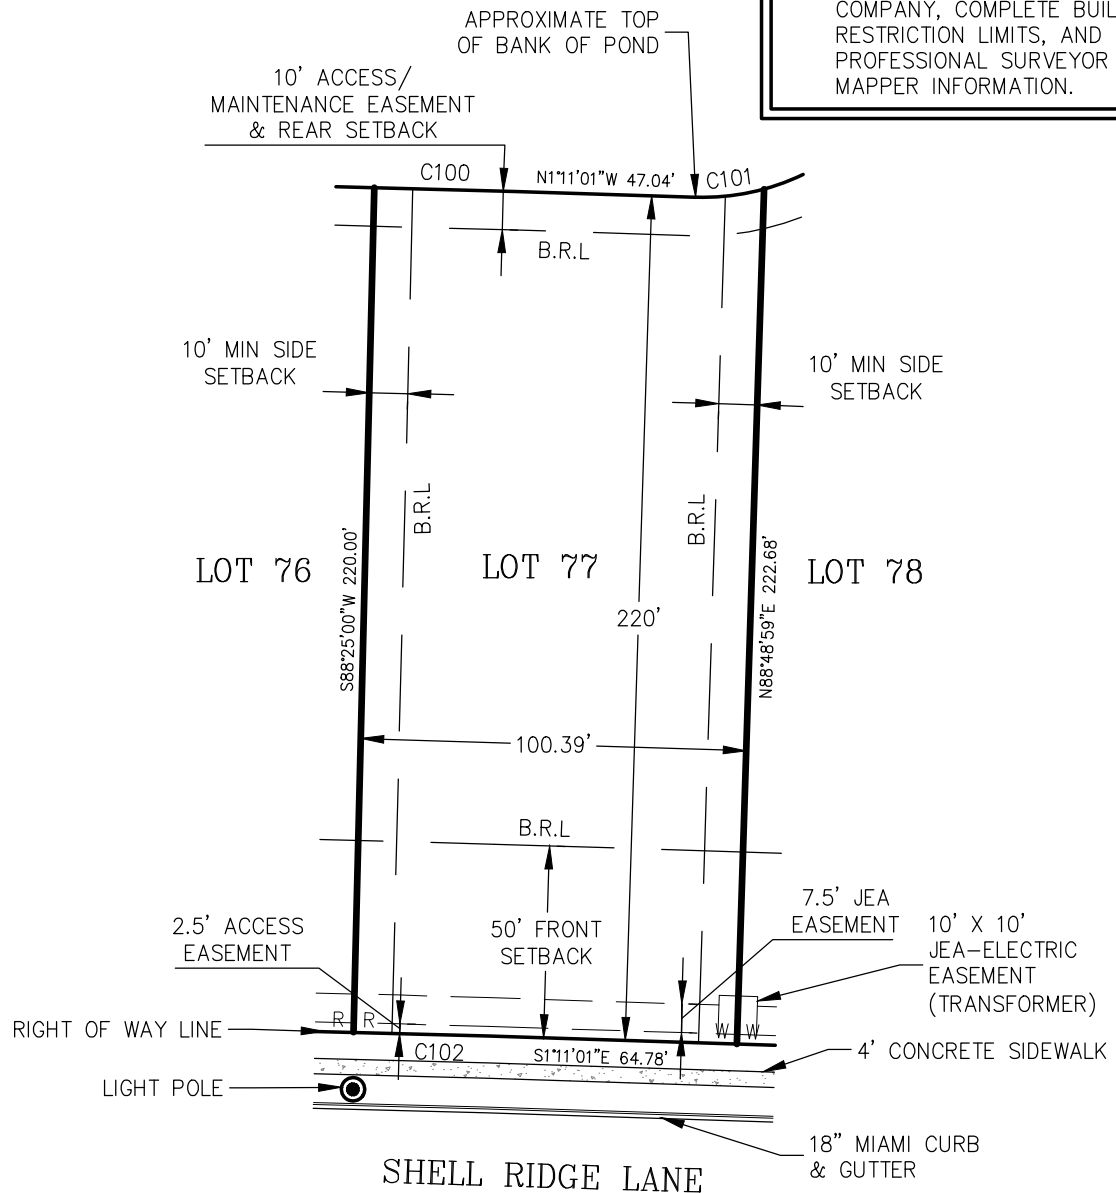 COMPANY, COMPLETE BUIL
RESTRICTION LIMITS, AND
PROFESSIONAL SURVEYOR
MAPPER INFORMATION.
APPROXIMATE TOP
OF BANK OF POND
10' ACCESS/
MAINTENANCE EASEMENT
& REAR SETBACK
C100
N1°11'01"W 47.04'
C101
B.R.L
10' MIN SIDE
SETBACK
10' MIN SIDE
SETBACK
B.R.L
B.R.L
LOT 76
LOT 77
LOT 78
S88°25'00"W 220.00'
N88°48'59"E 222.68'
220'
100.39'
B.R.L
2.5' ACCESS
EASEMENT
50' FRONT
SETBACK
7.5' JEA
EASEMENT
10' X 10'
JEA-ELECTRIC
EASEMENT
(TRANSFORMER)
RIGHT OF WAY LINE
R R
W W
C102
S1°11'01"E 64.78'
4' CONCRETE SIDEWALK
LIGHT POLE
18" MIAMI CURB
& GUTTER
SHELL RIDGE LANE